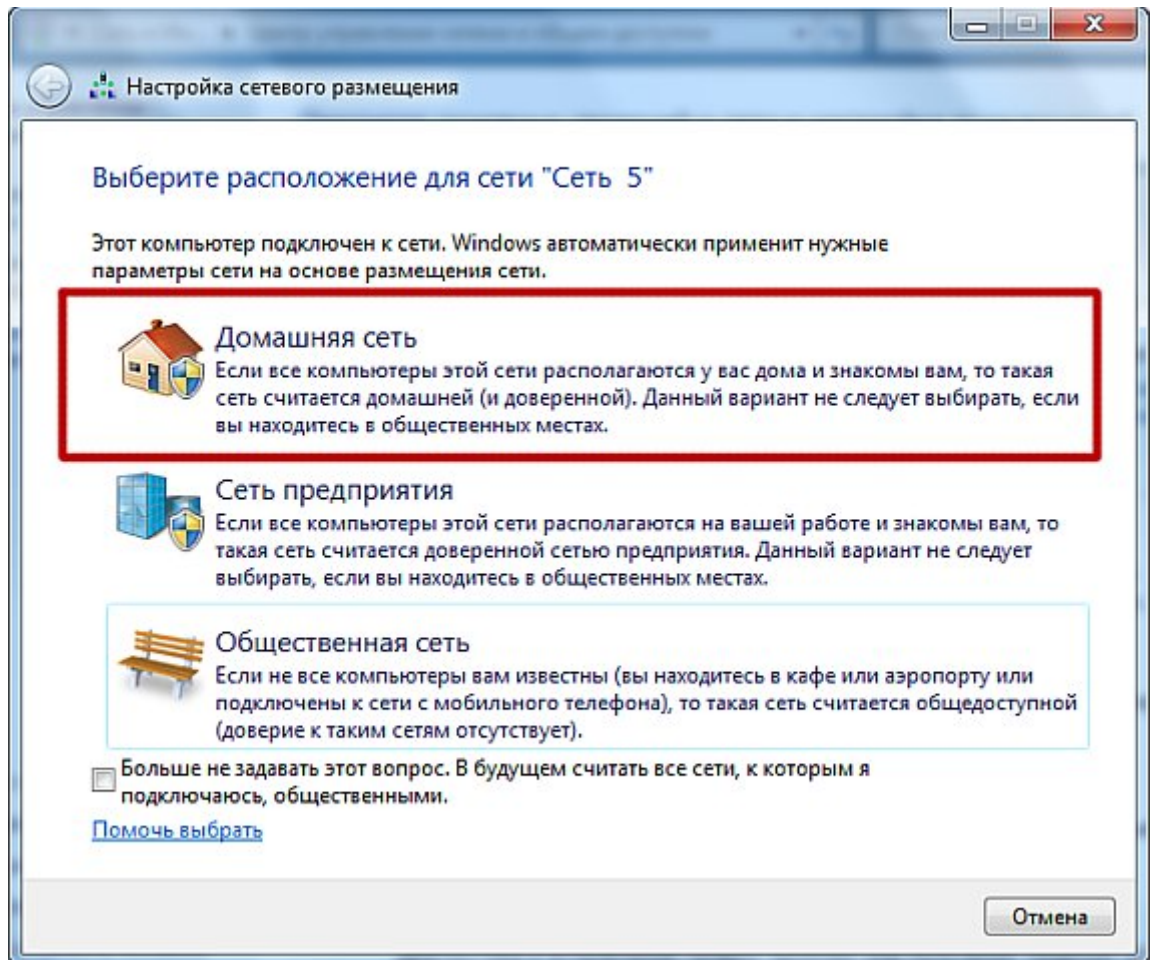 Настройка сетевого размещения
Выберите расположение для сети "Сеть 5"
Этот компьютер подключен к сети. Windows автоматически применит нужные
параметры сети на основе размещения сети.
Домашняя сеть
Если все компьютеры этой сети располагаются у вас дома и знакомы вам, то такая
сеть считается домашней (и доверенной). Данный вариант не следует выбирать, если
вы находитесь в общественных местах.
Сеть предприятия
Если все компьютеры этой сети располагаются на вашей работе и знакомы вам, то
такая сеть считается доверенной сетью предприятия. Данный вариант не следует
выбирать, если вы находитесь в общественных местах.
Общественная сеть
Если не все компьютеры вам известны (вы находитесь в кафе или аэропорту или
подключены к сети с мобильного телефона), то такая сеть считается общедоступной
(доверие к таким сетям отсутствует).
Больше не задавать этот вопрос. В будущем считать все сети, к которым я
подключаюсь, общественными.
Помочь выбрать
Отмена